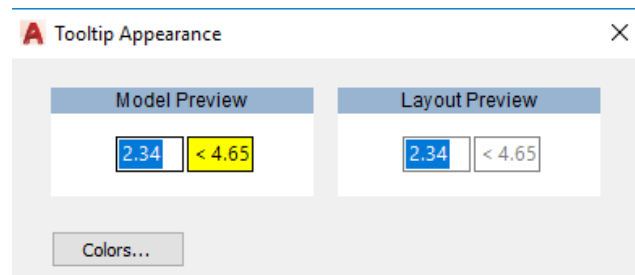 Tooltip Appearance
Model Preview
2.34 < 4.65
Layout Preview
2.34 < 4.65
Colors...